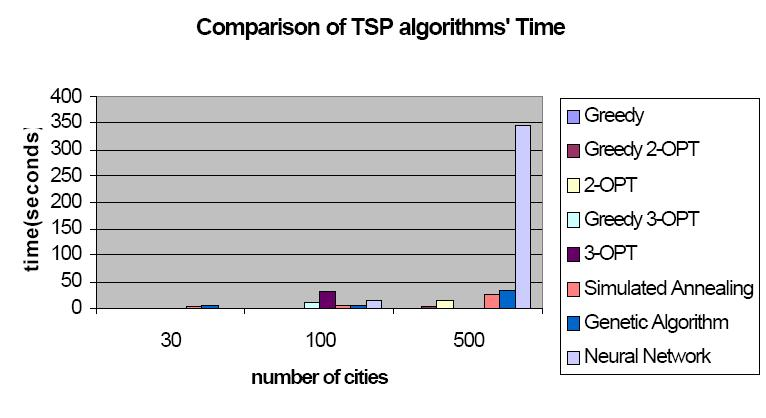 Comparison of TSP algorithms' Time
400
350
300
250
200
150
100
50
0
time(seconds)
30 100 500
number of cities
Greedy
Greedy 2-OPT
2-OPT
Greedy 3-OPT
3-OPT
Simulated Annealing
Genetic Algorithm
Neural Network